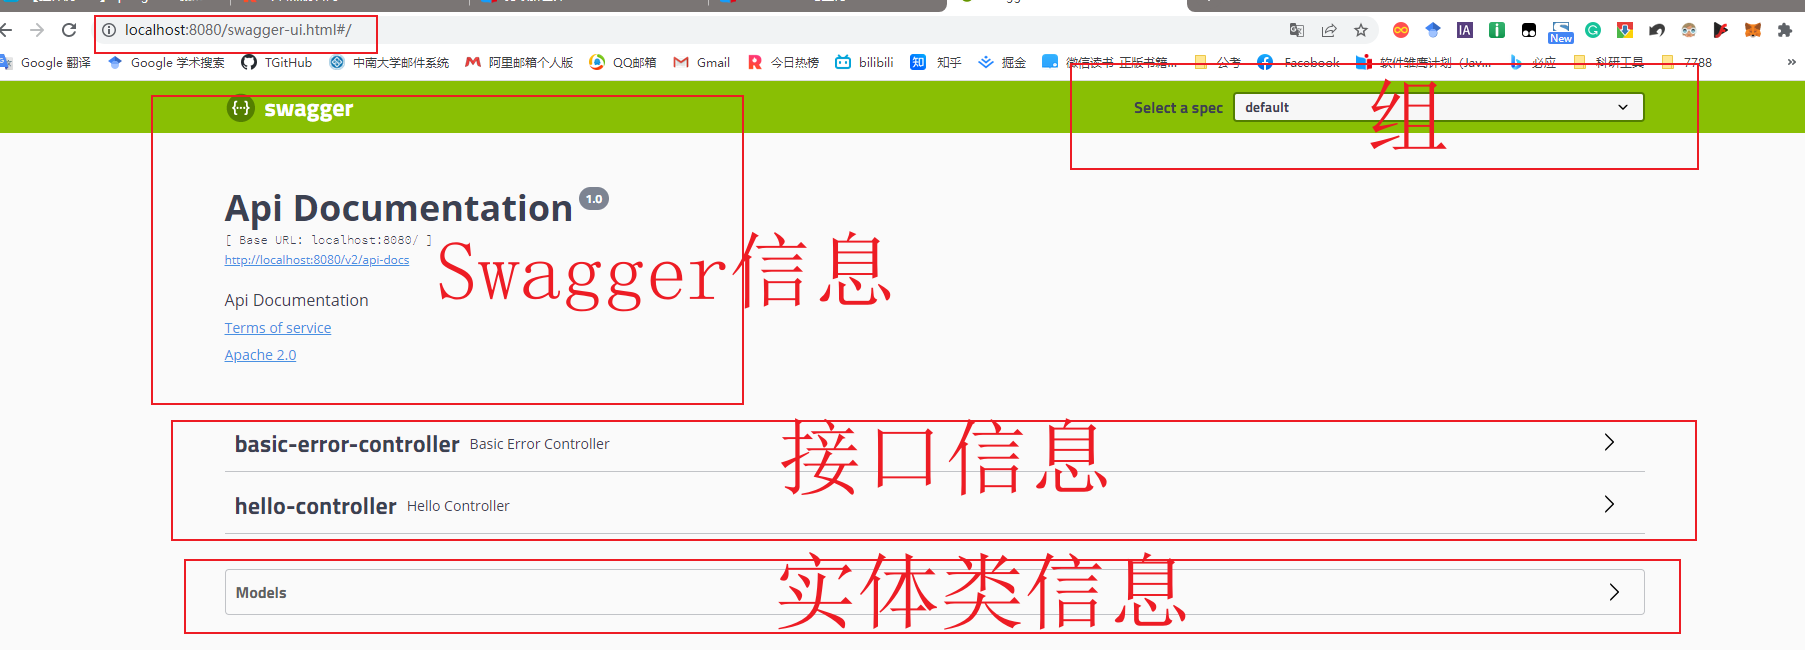 localhost:8080/swagger-ui.html#/
New
Google 翻译 Google 学术搜索 TGitHub 中南大学邮件系统 阿里邮箱个人版 QQ邮箱 Gmail 今日热榜 bilibili 知乎 掘金 微信读书-正版书籍... 公考 Facebook 软件雏鹰计划 (Jav... 必应 科研工具 7788 »
swagger
Select a spec default
组
Api Documentation 1.0
[ Base URL: localhost:8080/ ]
http://localhost:8080/v2/api-docs
Swagger信息
Api Documentation
Terms of service
Apache 2.0
basic-error-controller Basic Error Controller
接口信息
hello-controller Hello Controller
Models
实体类信息